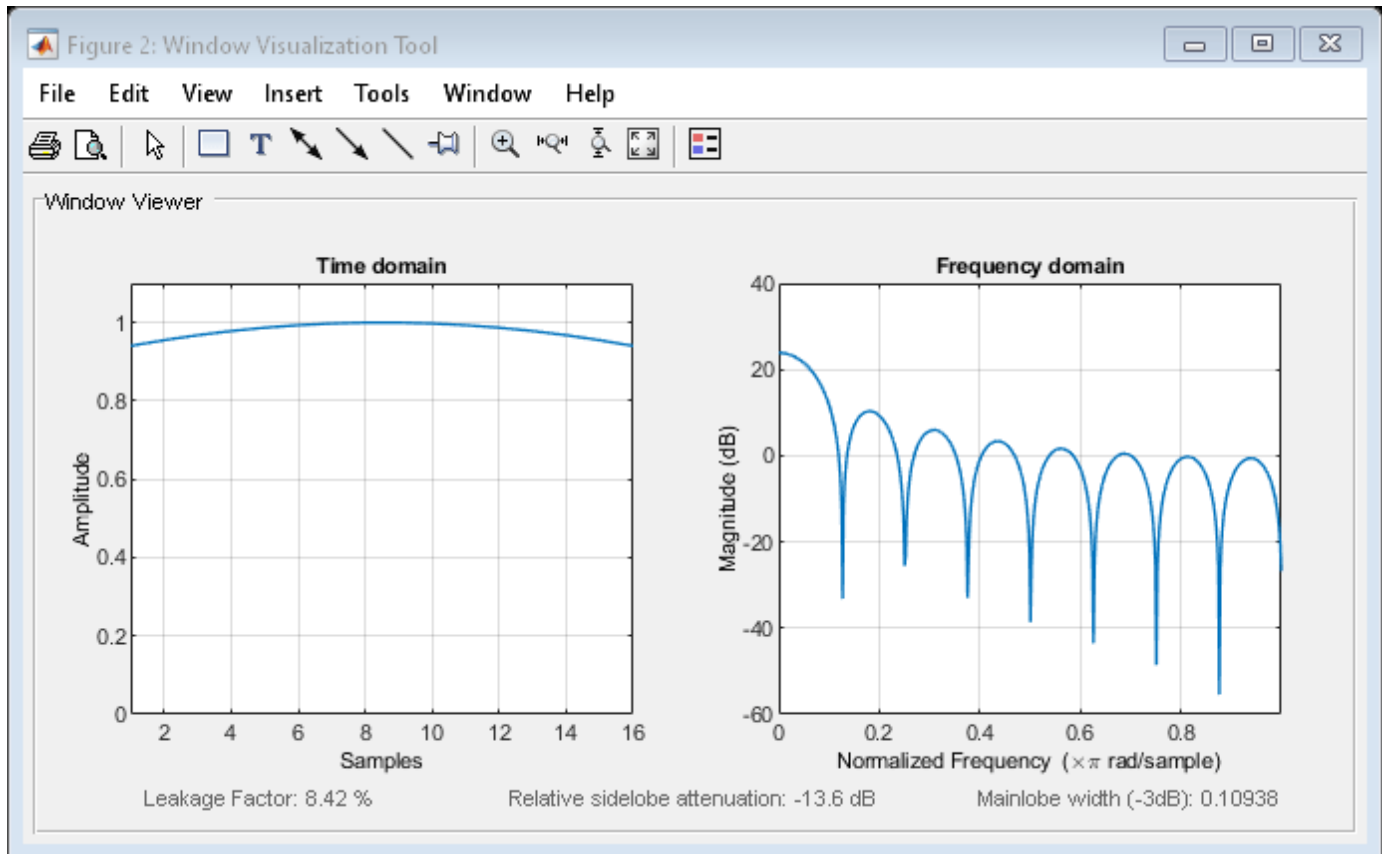 Figure 2: Window Visualization Tool
File Edit View Insert Tools Window Help
T
Window Viewer
Time domain
1
0.8
0.6
0.4
0.2
0
Amplitude
2 4 6 8 10 12 14 16
Samples
Frequency domain
40
20
0
-20
-40
-60
Magnitude (dB)
0 0.2 0.4 0.6 0.8
Normalized Frequency (×π rad/sample)
Leakage Factor: 8.42 % Relative sidelobe attenuation: -13.6 dB Mainlobe width (-3dB): 0.10938